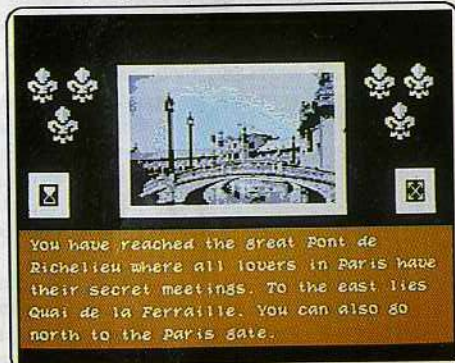 You have reached the great Pont de
Richelieu where all lovers in Paris have
their secret meetings. To the east lies
Quai de la Ferraille. You can also go
north to the Paris gate.